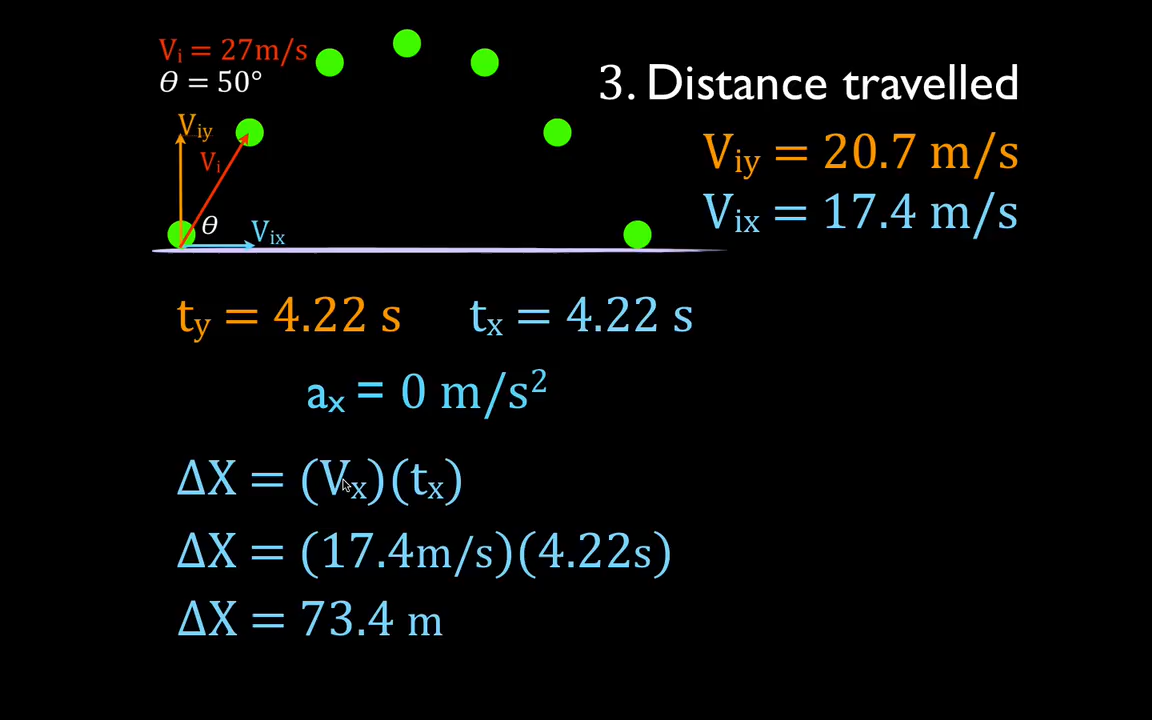 Vᵢ = 27m/s
θ = 50°
Viy
Vᵢ
θ
Vix
3. Distance travelled
Viy = 20.7 m/s
Vix = 17.4 m/s
ty = 4.22 s
tx = 4.22 s
ax = 0 m/s²
ΔX = (Vx)(tx)
ΔX = (17.4m/s)(4.22s)
ΔX = 73.4 m